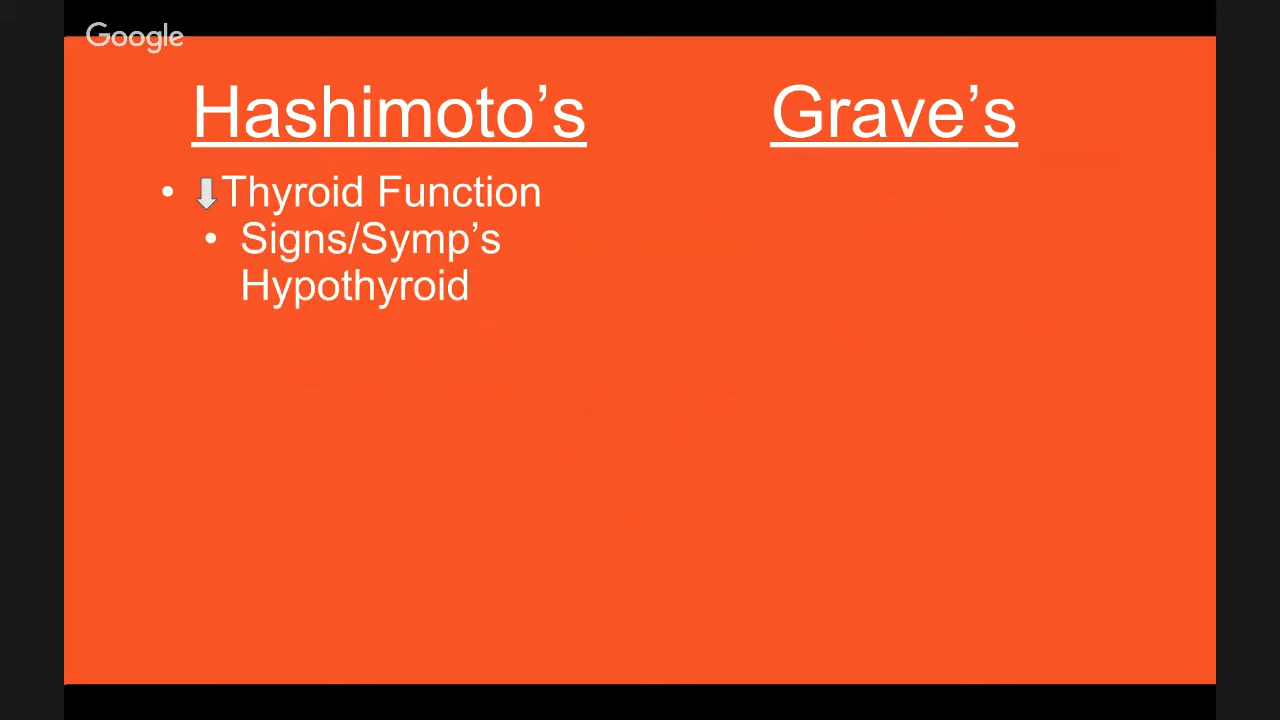 Google
Hashimoto’s
Grave’s
• ⬇Thyroid Function
• Signs/Symp’s
Hypothyroid